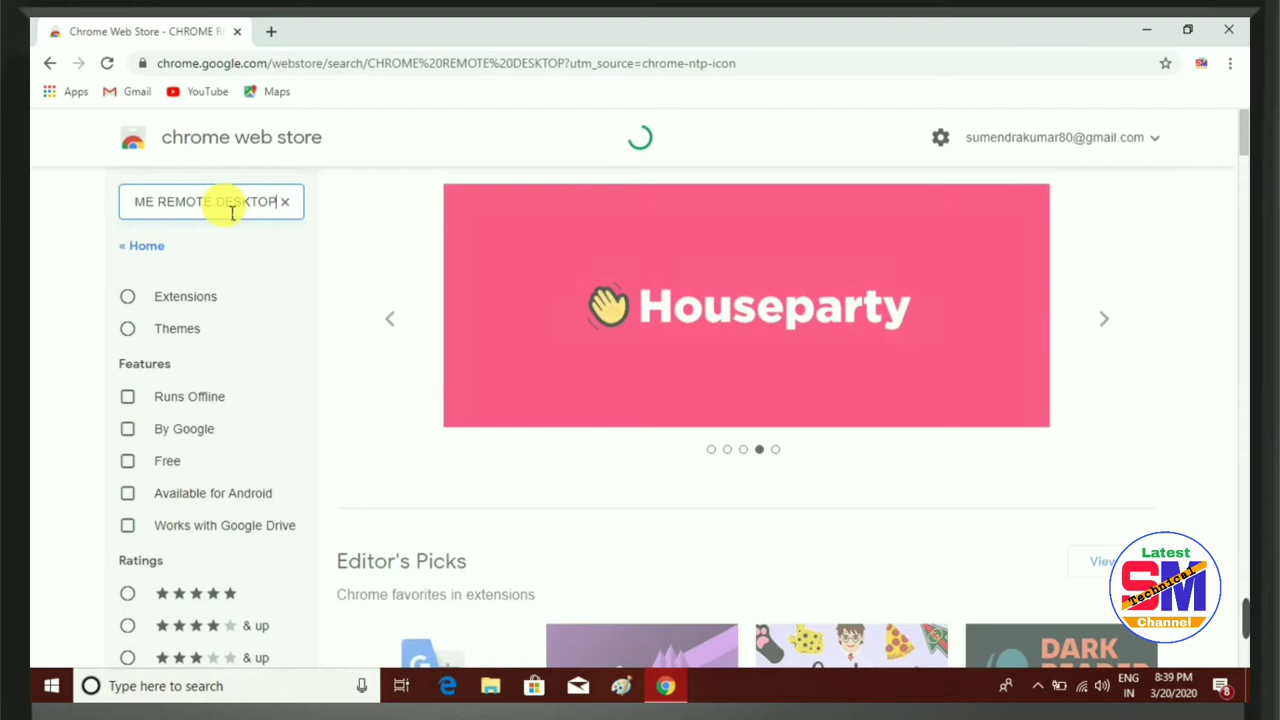 Chrome Web Store - CHROME R
chrome.google.com/webstore/search/CHROME%20REMOTE%20DESKTOP?utm_source=chrome-ntp-icon
Apps Gmail YouTube Maps
chrome web store
sumendrakumar80@gmail.com
ME REMOTE DESKTOP
« Home
Extensions
Themes
Features
Runs Offline
By Google
Free
Available for Android
Works with Google Drive
Ratings
& up
& up
Houseparty
Editor's Picks
View
Chrome favorites in extensions
DARK
READER
Latest
SM
Technical
Channel
Type here to search
ENG
IN
8:39 PM
3/20/2020
8